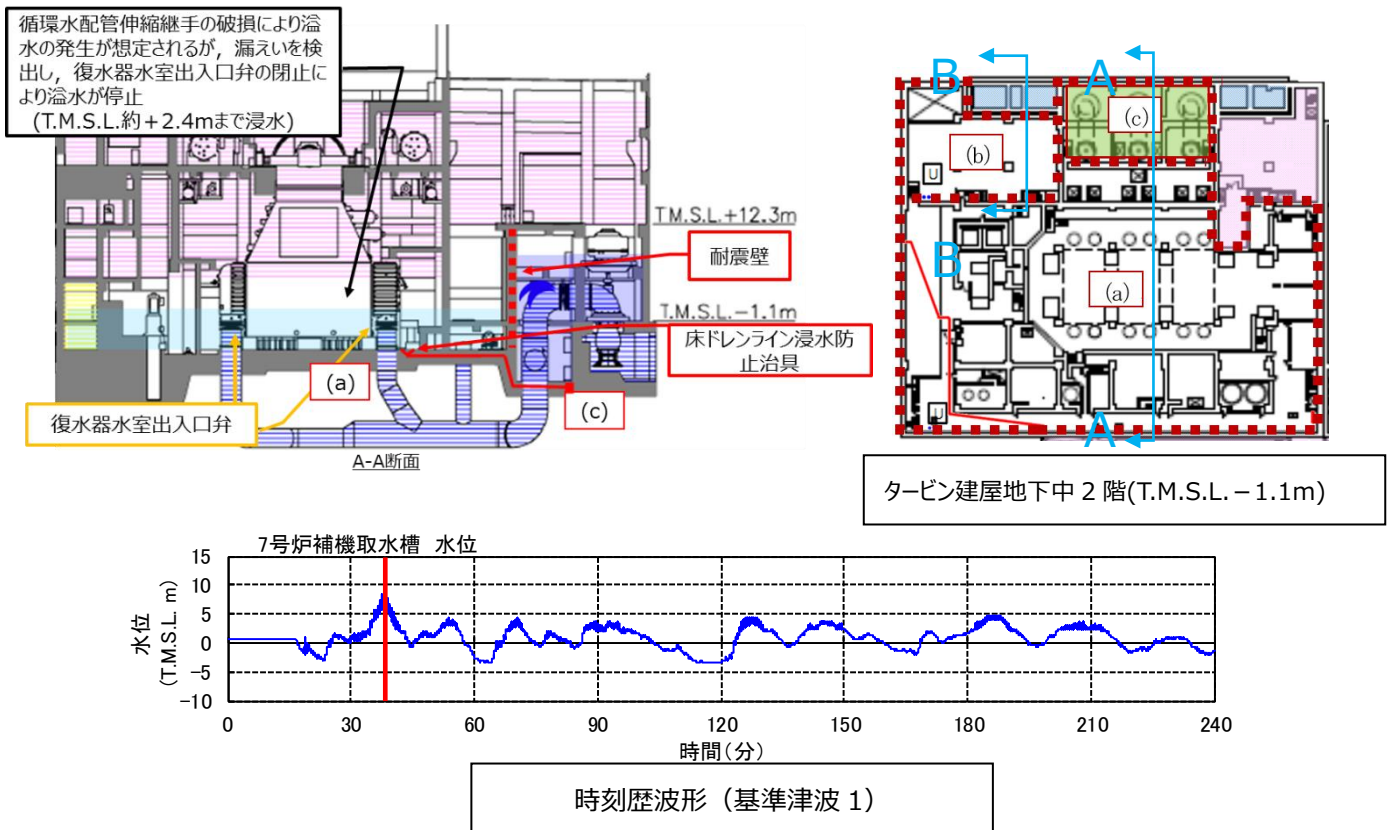 循環水配管伸縮継手の破損により溢
水の発生が想定されるが，漏えいを検
出し，復水器水室出入口弁の閉止に
より溢水が停止
(T.M.S.L.約＋2.4mまで浸水)
T.M.S.L.+12.3m
耐震壁
T.M.S.L.−1.1m
床ドレンライン浸水防
止治具
(a)
(c)
復水器水室出入口弁
A-A断面
B
A
(c)
(b)
U
B
(a)
U
A
タービン建屋地下中 2 階(T.M.S.L.－1.1m)
7号炉補機取水槽 水位
水位
(T.M.S.L. m)
15
10
5
0
−5
−10
0 30 60 90 120 150 180 210 240
時間(分)
時刻歴波形（基準津波 1）